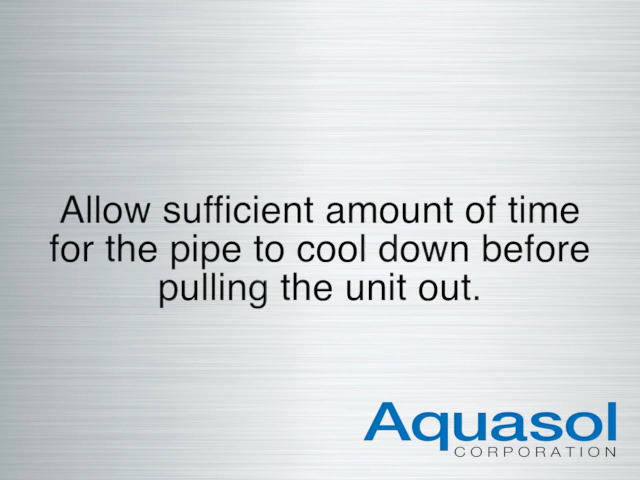 Allow sufficient amount of time
for the pipe to cool down before
pulling the unit out.
Aquasol
CORPORATION